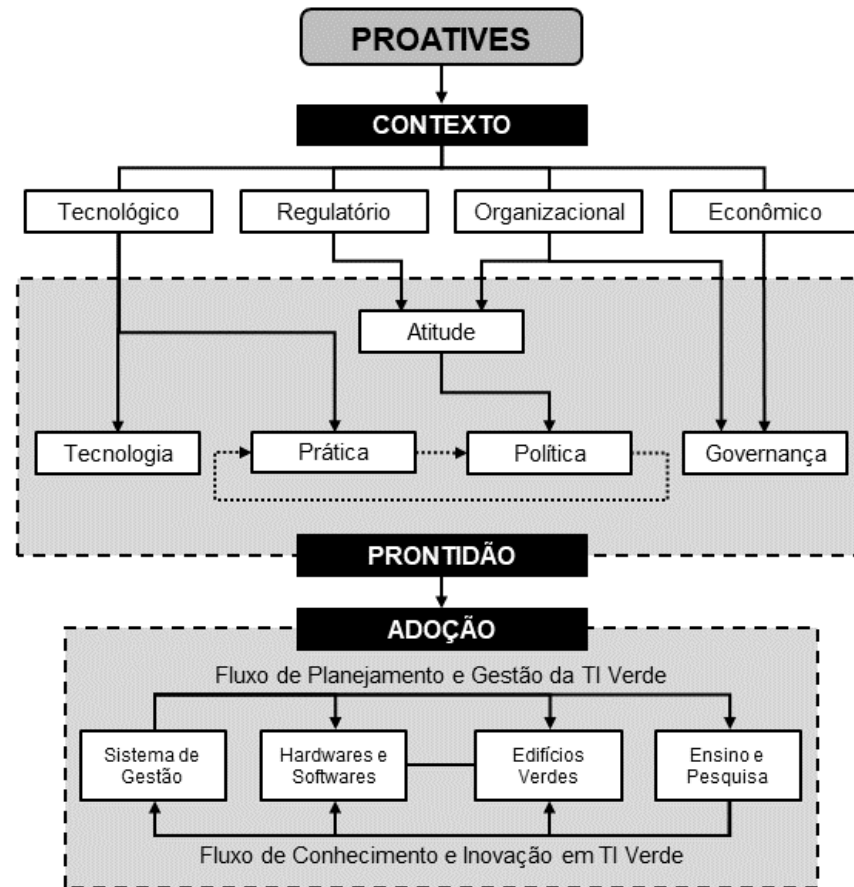 PROATIVES
CONTEXTO
Tecnológico
Regulatório
Organizacional
Econômico
Atitude
Tecnologia
Prática
Política
Governança
PRONTIDÃO
ADOÇÃO
Fluxo de Planejamento e Gestão da TI Verde
Sistema de
Gestão
Hardwares e
Softwares
Edifícios
Verdes
Ensino e
Pesquisa
Fluxo de Conhecimento e Inovação em TI Verde